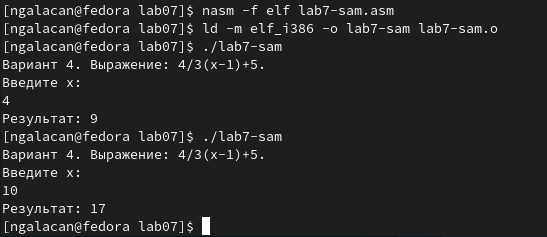 [ngalacan@fedora lab07]$ nasm -f elf lab7-sam.asm
[ngalacan@fedora lab07]$ ld -m elf_i386 -o lab7-sam lab7-sam.o
[ngalacan@fedora lab07]$ ./lab7-sam
Вариант 4. Выражение: 4/3(x-1)+5.
Введите x:
4
Результат: 9
[ngalacan@fedora lab07]$ ./lab7-sam
Вариант 4. Выражение: 4/3(x-1)+5.
Введите x:
10
Результат: 17
[ngalacan@fedora lab07]$